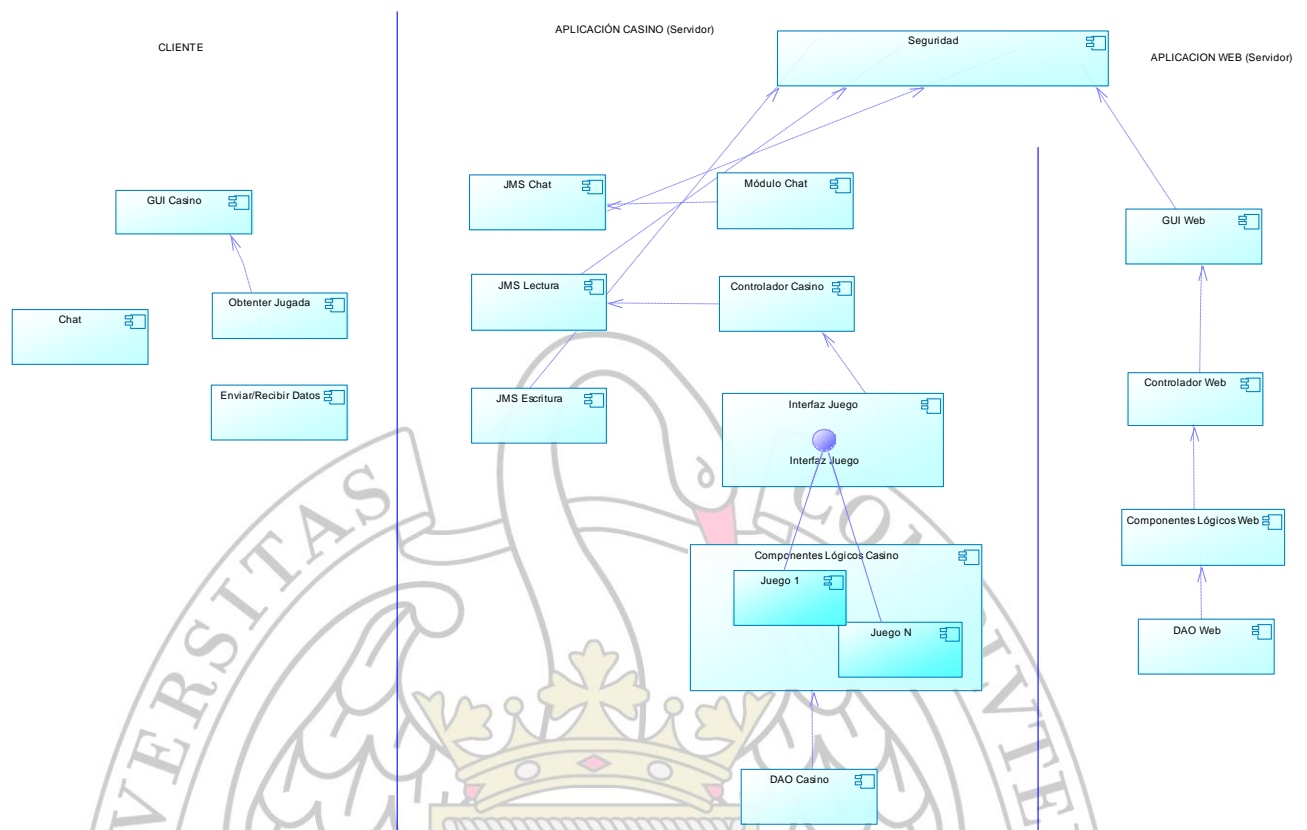 CLIENTE
APLICACIÓN CASINO (Servidor)
APLICACION WEB (Servidor)
Seguridad
GUI Casino
Obtenter Jugada
Chat
Enviar/Recibir Datos
JMS Chat
Módulo Chat
JMS Lectura
Controlador Casino
JMS Escritura
Interfaz Juego
Interfaz Juego
Componentes Lógicos Casino
Juego 1
Juego N
DAO Casino
GUI Web
Controlador Web
Componentes Lógicos Web
DAO Web
VERSITAS